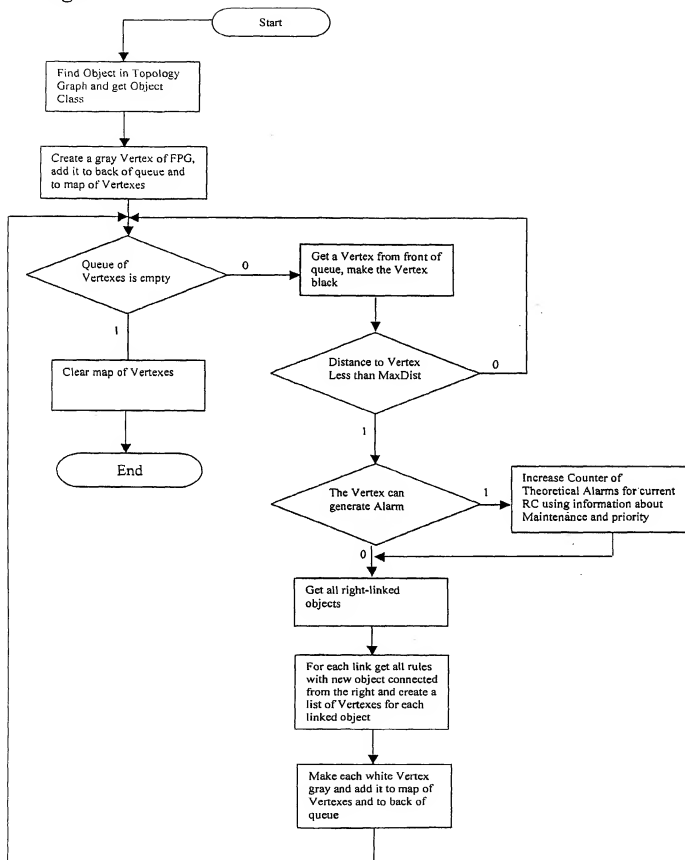 Start
Find Object in Topology
Graph and get Object
Class
Create a gray Vertex of FPG,
add it to back of queue and
to map of Vertexes
Queue of
Vertexes is empty
0
Get a Vertex from front of
queue, make the Vertex
black
1
Distance to Vertex
Less than MaxDist
0
Clear map of Vertexes
1
End
The Vertex can
generate Alarm
1
Increase Counter of
Theoretical Alarms for current
RC using information about
Maintenance and priority
0
Get all right-linked
objects
For each link get all rules
with new object connected
from the right and create a
list of Vertexes for each
linked object
Make each white Vertex
gray and add it to map of
Vertexes and to back of
queue